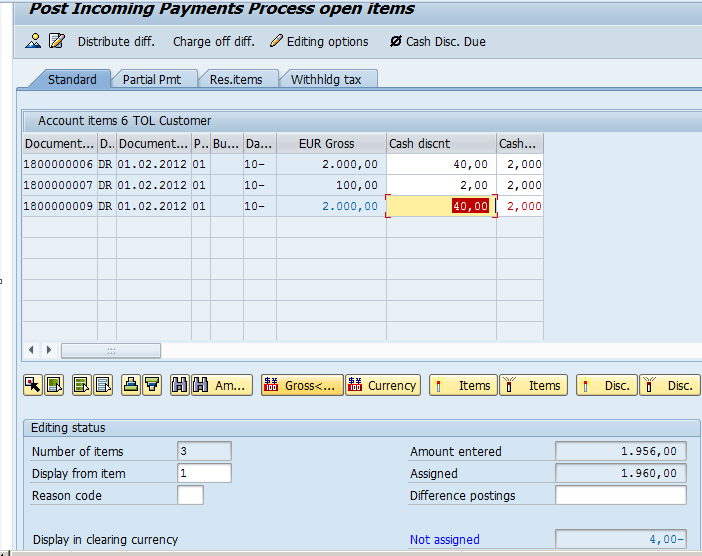 Post Incoming Payments Process open items
Distribute diff. Charge off diff. Editing options Cash Disc. Due
Standard Partial Pmt Res.items Withhldg tax
Account items 6 TOL Customer
Document... D.. Document... P.. Bu... Da... EUR Gross Cash discnt Cash...
1800000006 DR 01.02.2012 01 10- 2.000,00 40,00 2,000
1800000007 DR 01.02.2012 01 10- 100,00 2,00 2,000
1800000009 DR 01.02.2012 01 10- 2.000,00 40,00 2,000
Am... Gross<... Currency Items Items Disc. Disc.
Editing status
Number of items 3 Amount entered 1.956,00
Display from item 1 Assigned 1.960,00
Reason code Difference postings
Display in clearing currency Not assigned 4,00-